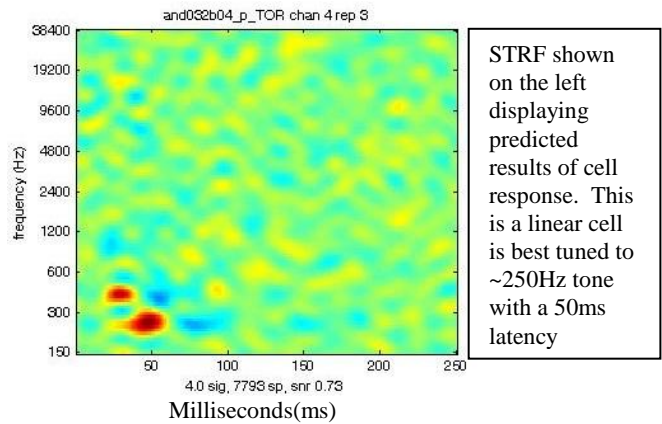 and032b04_p_TOR chan 4 rep 3
38400
19200
9600
4800
2400
1200
600
300
150
frequency (Hz)
50
100
150
200
250
4.0 sig, 7793 sp, snr 0.73
Milliseconds(ms)
STRF shown
on the left
displaying
predicted
results of cell
response. This
is a linear cell
is best tuned to
~250Hz tone
with a 50ms
latency